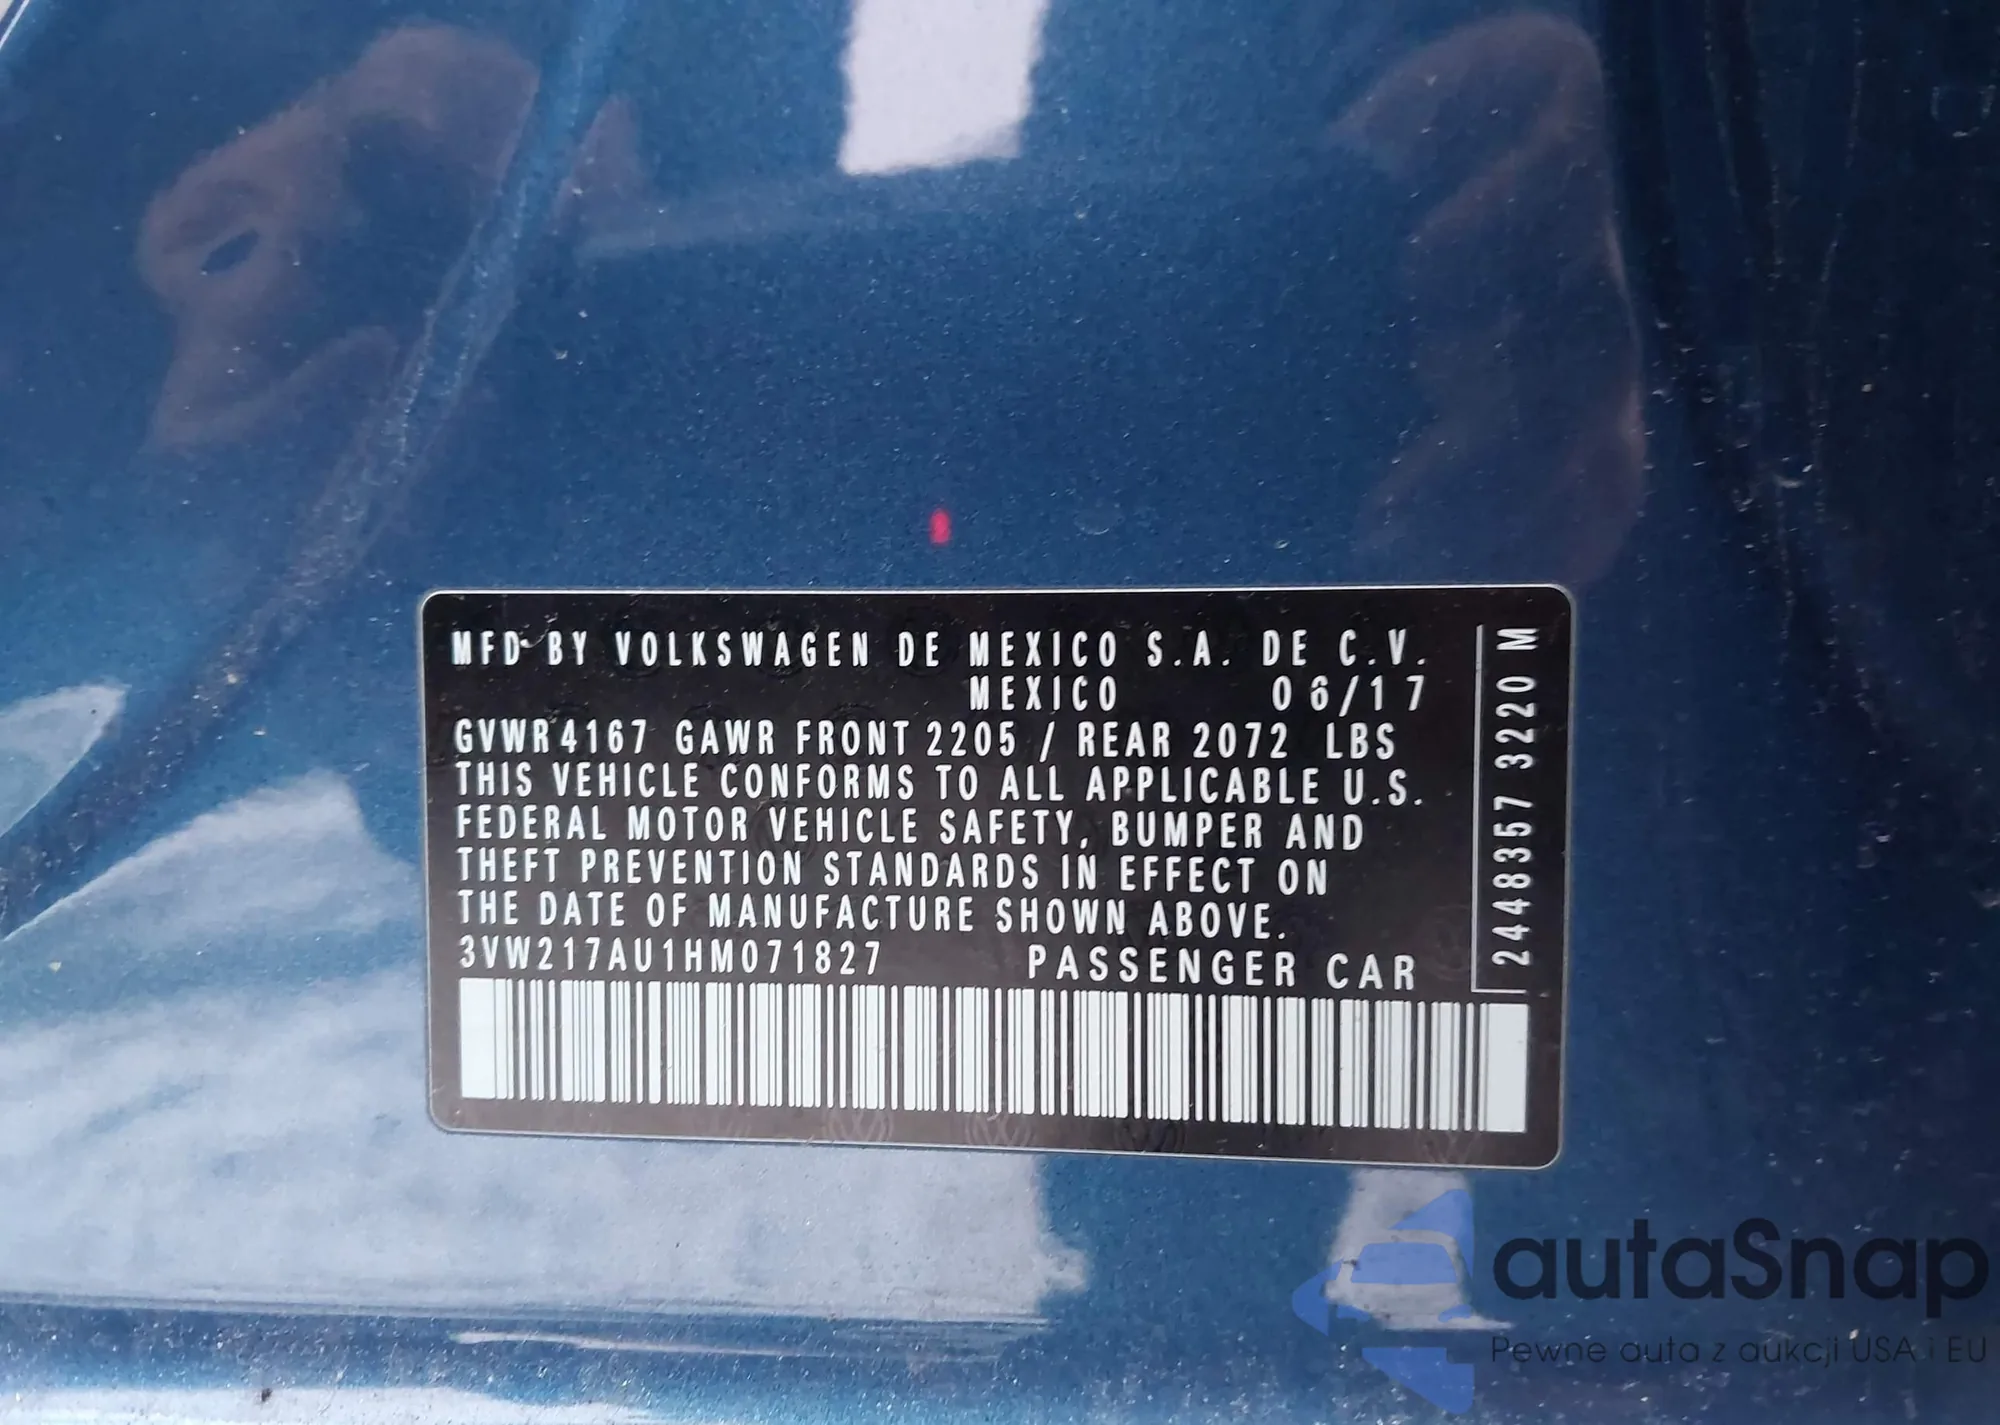 MFD BY VOLKSWAGEN DE MEXICO S.A. DE C.V.
MEXICO 06/17
GVWR 4167 GAWR FRONT 2205 / REAR 2072 LBS
THIS VEHICLE CONFORMS TO ALL APPLICABLE U.S.
FEDERAL MOTOR VEHICLE SAFETY, BUMPER AND
THEFT PREVENTION STANDARDS IN EFFECT ON
THE DATE OF MANUFACTURE SHOWN ABOVE.
3VW217AU1HM071827 PASSENGER CAR
2448357 3220 M
autaSnap
Pewne auta z aukcji USA i EU